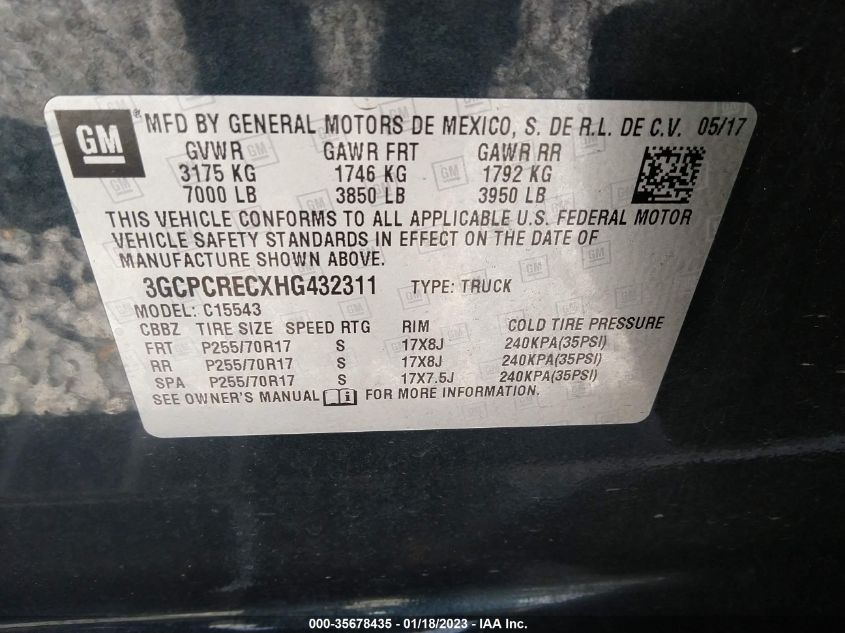 GM ® MFD BY GENERAL MOTORS DE MEXICO, S. DE R.L. DE C.V. 05/17
GVWR GAWR FRT GAWR RR
3175 KG 1746 KG 1792 KG
7000 LB 3850 LB 3950 LB
THIS VEHICLE CONFORMS TO ALL APPLICABLE U.S. FEDERAL MOTOR
VEHICLE SAFETY STANDARDS IN EFFECT ON THE DATE OF
MANUFACTURE SHOWN ABOVE.
3GCPCRECXHG432311 TYPE: TRUCK
MODEL: C15543
CBBZ TIRE SIZE SPEED RTG RIM COLD TIRE PRESSURE
FRT P255/70R17 S 17X8J 240KPA(35PSI)
RR P255/70R17 S 17X8J 240KPA(35PSI)
SPA P255/70R17 S 17X7.5J 240KPA(35PSI)
SEE OWNER'S MANUAL FOR MORE INFORMATION.
000-35678435 - 01/18/2023 - IAA Inc.